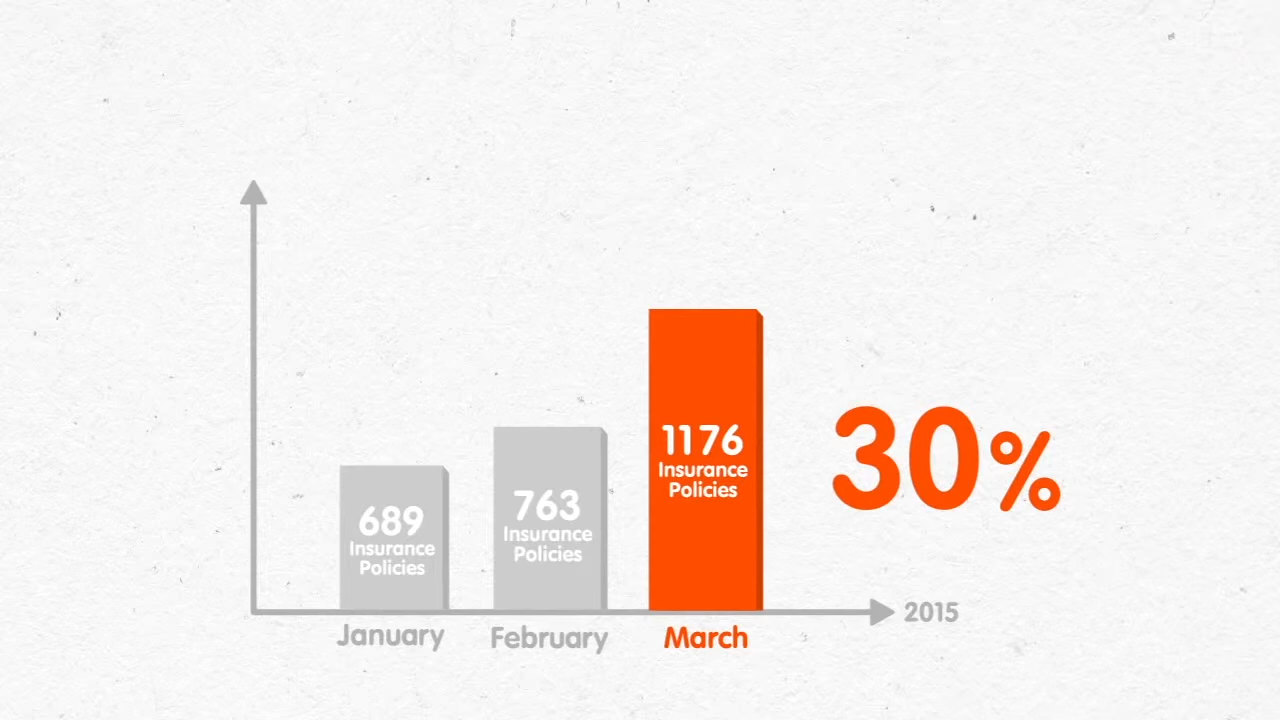 689
Insurance
Policies
763
Insurance
Policies
1176
Insurance
Policies
30%
January
February
March
2015